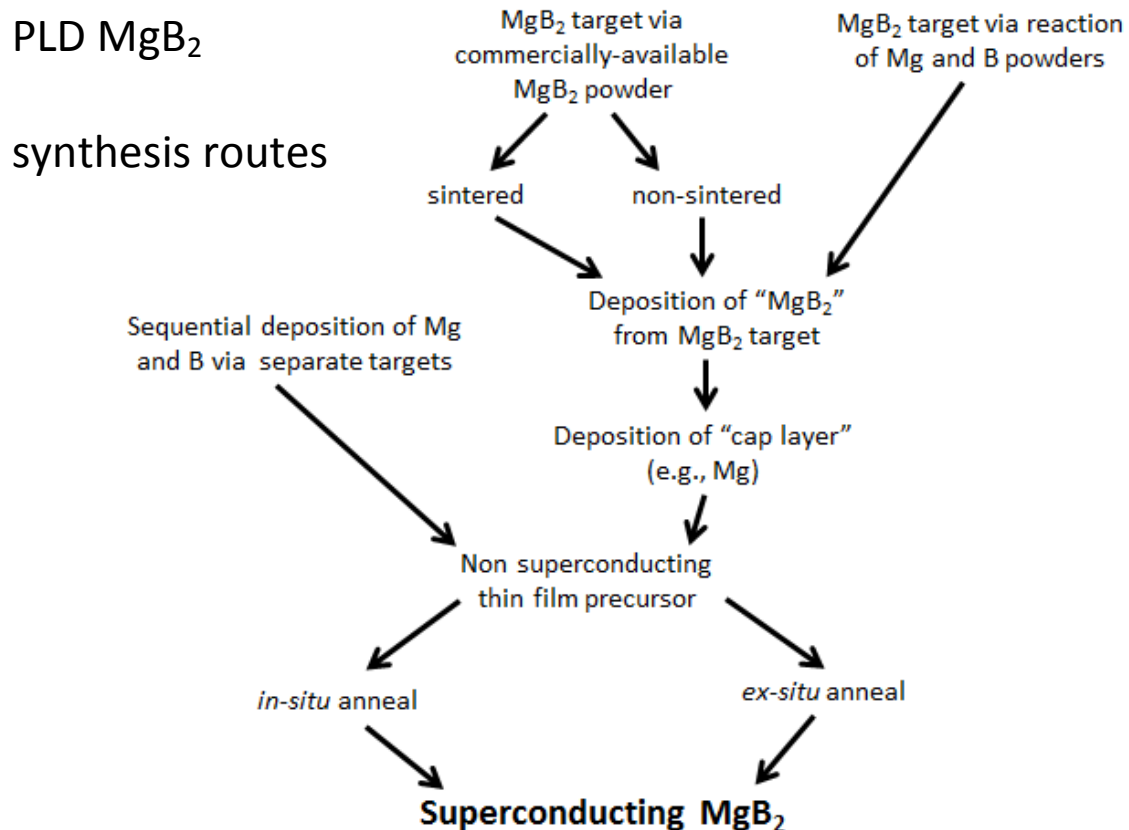 PLD MgB₂
synthesis routes
MgB₂ target via
commercially-available
MgB₂ powder
MgB₂ target via reaction
of Mg and B powders
sintered
non-sintered
Deposition of “MgB₂”
from MgB₂ target
Sequential deposition of Mg
and B via separate targets
Deposition of “cap layer”
(e.g., Mg)
Non superconducting
thin film precursor
in-situ anneal
ex-situ anneal
Superconducting MgB₂